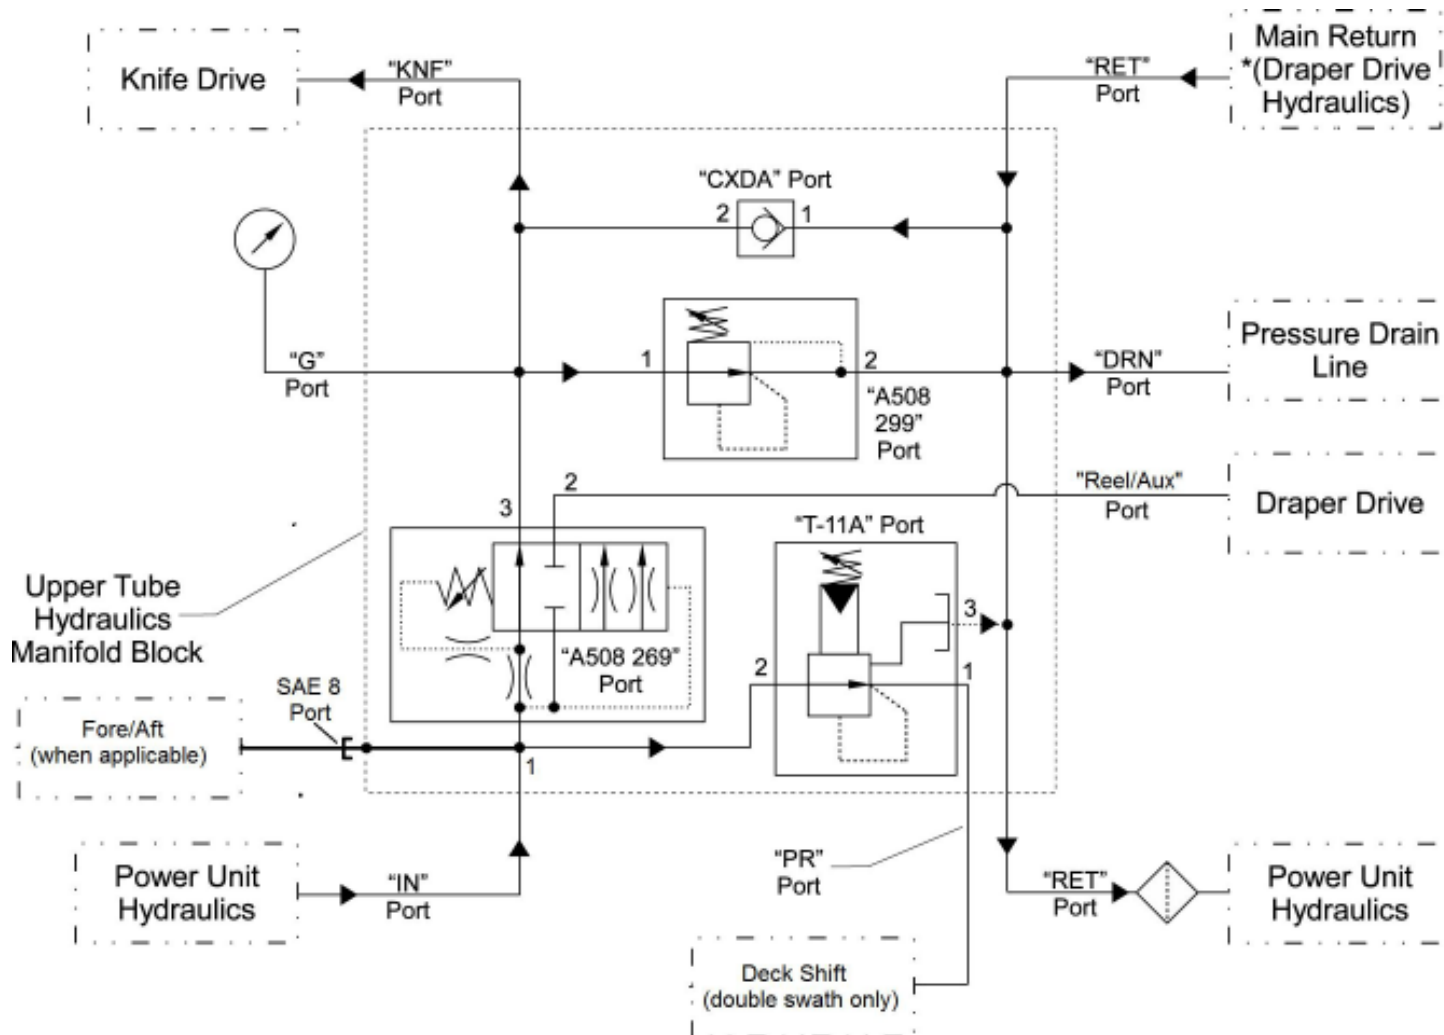 Knife Drive
“KNF”
Port
“RET”
Port
Main Return
*(Draper Drive
Hydraulics)
“CXDA” Port
2
1
“G”
Port
1
2
“A508
299”
Port
“DRN”
Port
Pressure Drain
Line
3
2
"Reel/Aux"
Port
Draper Drive
“T-11A” Port
Upper Tube
Hydraulics
Manifold Block
“A508 269”
Port
2
3
1
SAE 8
Port
Fore/Aft
(when applicable)
1
Power Unit
Hydraulics
“IN”
Port
“PR”
Port
“RET”
Port
Power Unit
Hydraulics
Deck Shift
(double swath only)